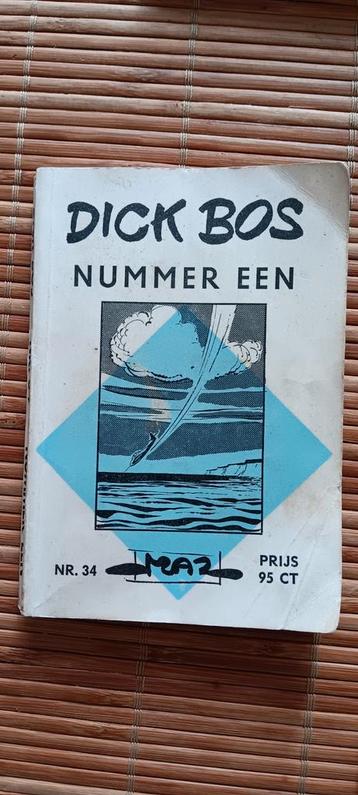 DICK BOS
NUMMER EEN
NR. 34
MAZ
PRIJS
95 CT